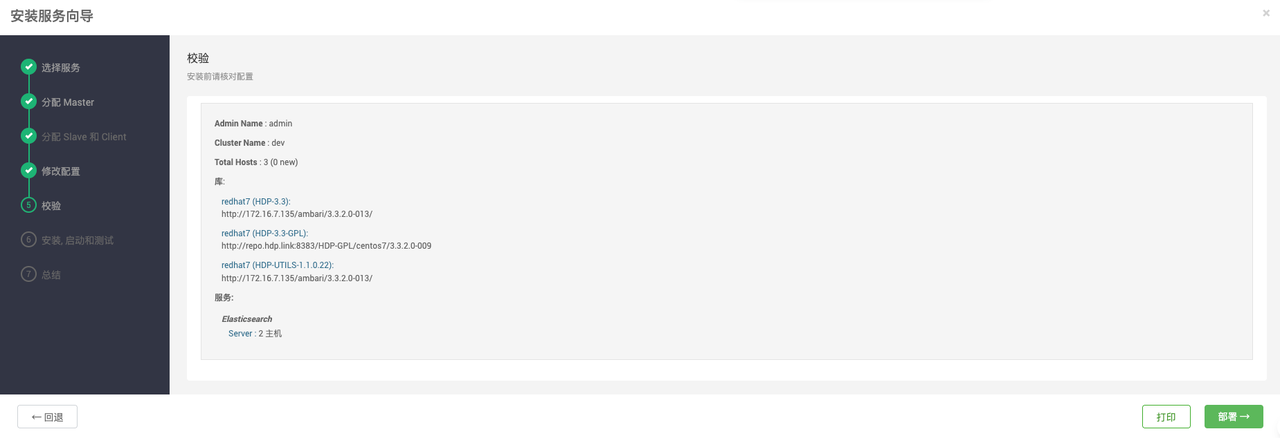 安装服务向导
×
选择服务
分配 Master
分配 Slave 和 Client
修改配置
5 校验
6 安装, 启动和测试
7 总结
校验
安装前请核对配置
Admin Name : admin
Cluster Name : dev
Total Hosts : 3 (0 new)
库:
redhat7 (HDP-3.3):
http://172.16.7.135/ambari/3.3.2.0-013/
redhat7 (HDP-3.3-GPL):
http://repo.hdp.link:8383/HDP-GPL/centos7/3.3.2.0-009
redhat7 (HDP-UTILS-1.1.0.22):
http://172.16.7.135/ambari/3.3.2.0-013/
服务:
Elasticsearch
Server : 2 主机
← 回退
打印
部署 →